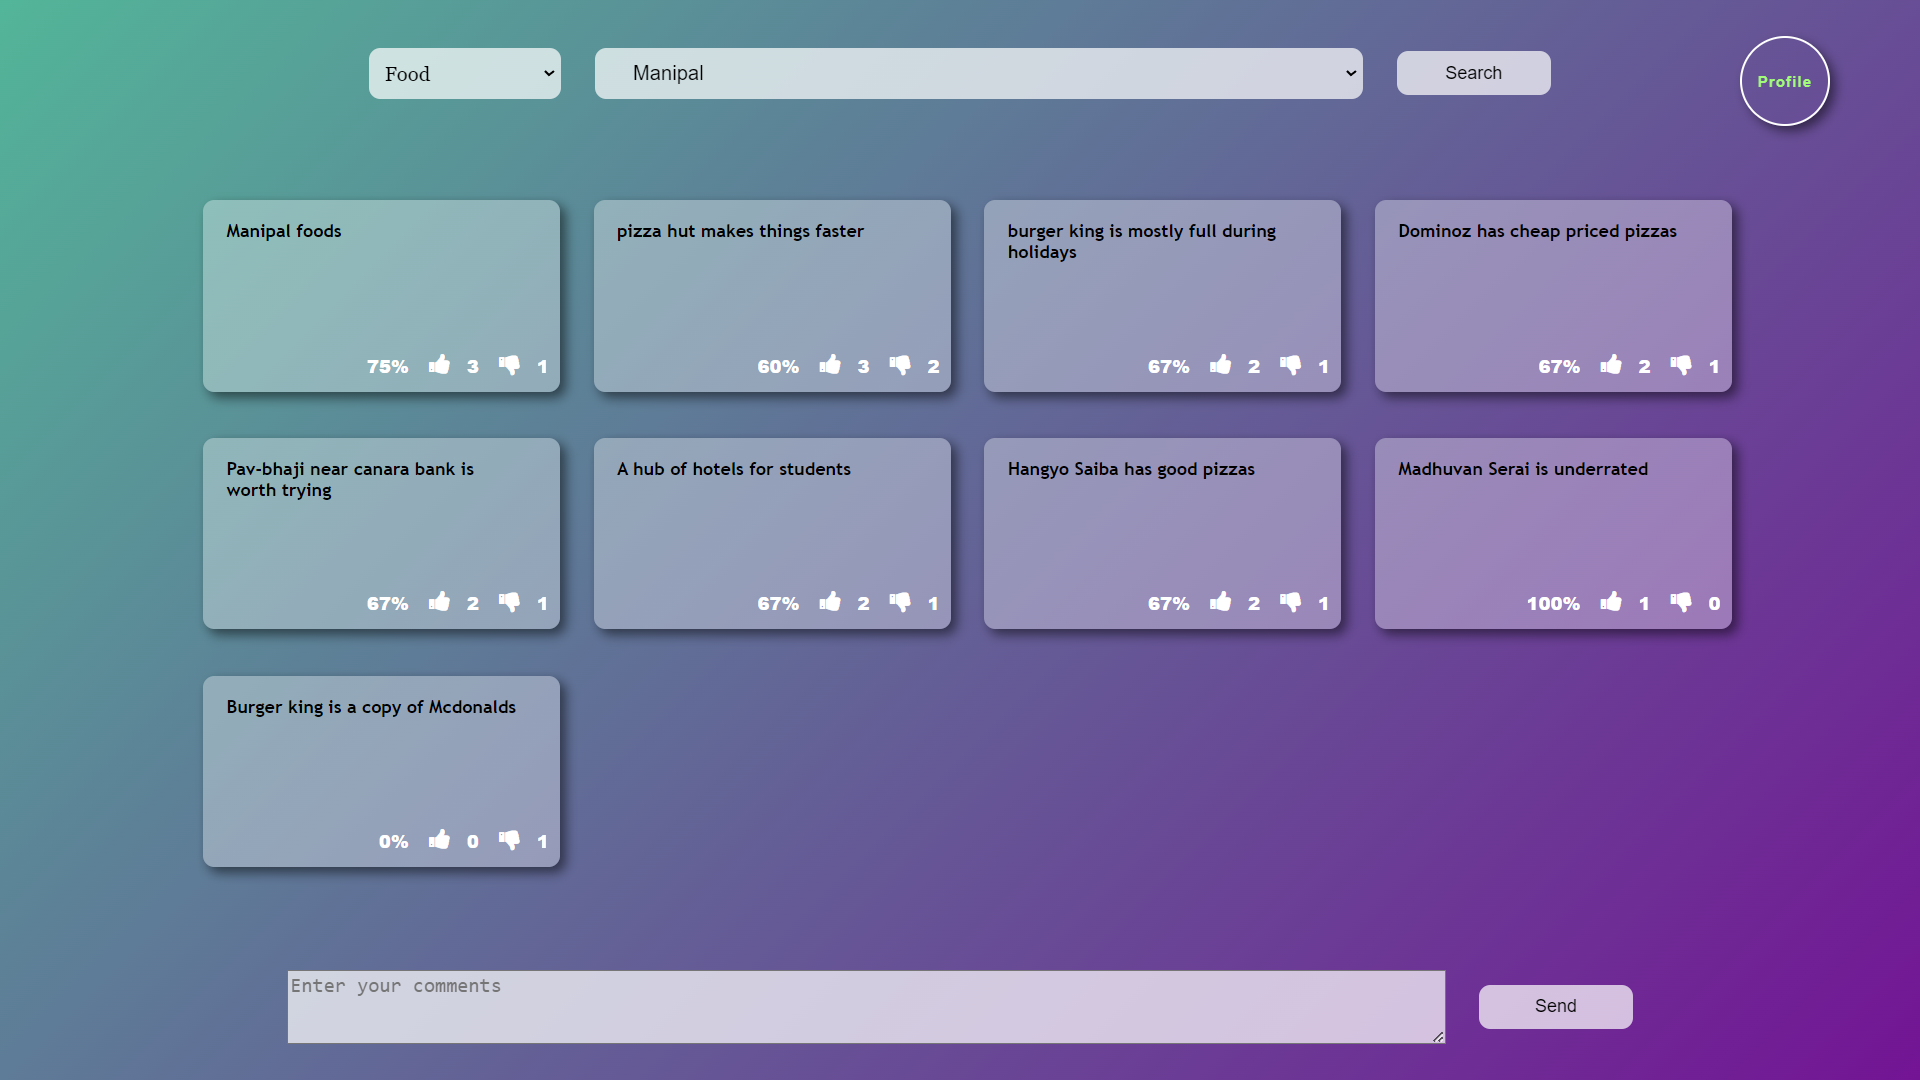 Food
Manipal
Search
Profile
Manipal foods
75% 3 1
pizza hut makes things faster
60% 3 2
burger king is mostly full during
holidays
67% 2 1
Dominoz has cheap priced pizzas
67% 2 1
Pav-bhaji near canara bank is
worth trying
67% 2 1
A hub of hotels for students
67% 2 1
Hangyo Saiba has good pizzas
67% 2 1
Madhuvan Serai is underrated
100% 1 0
Burger king is a copy of Mcdonalds
0% 0 1
Enter your comments
Send